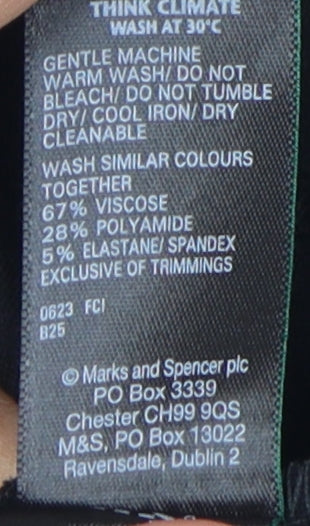 THINK CLIMATE
WASH AT 30°C
GENTLE MACHINE
WARM WASH/ DO NOT
BLEACH/ DO NOT TUMBLE
DRY/ COOL IRON/ DRY
CLEANABLE
WASH SIMILAR COLOURS
TOGETHER
67% VISCOSE
28% POLYAMIDE
5% ELASTANE/ SPANDEX
EXCLUSIVE OF TRIMMINGS
0623 FCI
B25
© Marks and Spencer plc
PO Box 3339
Chester CH99 9QS
M&S, PO Box 13022
Ravensdale, Dublin 2